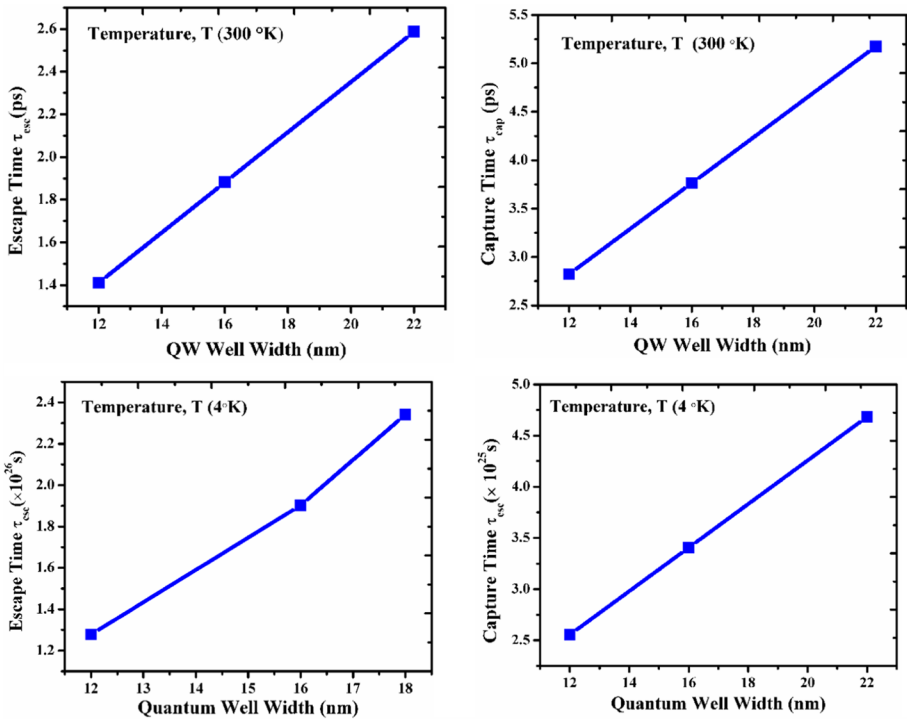 Temperature, T (300 °K)
Escape Time τesc(ps)
2.6
2.4
2.2
2.0
1.8
1.6
1.4
12 14 16 18 20 22
QW Well Width (nm)
Temperature, T (300 °K)
Capture Time τcap (ps)
5.5
5.0
4.5
4.0
3.5
3.0
2.5
12 14 16 18 20 22
QW Well Width (nm)
Temperature, T (4°K)
Escape Time τesc(×10^26 s)
2.4
2.2
2.0
1.8
1.6
1.4
1.2
12 13 14 15 16 17 18
Quantum Well Width (nm)
Temperature, T (4 °K)
Capture Time τesc(× 10^25 s)
5.0
4.5
4.0
3.5
3.0
2.5
12 14 16 18 20 22
Quantum Well Width (nm)